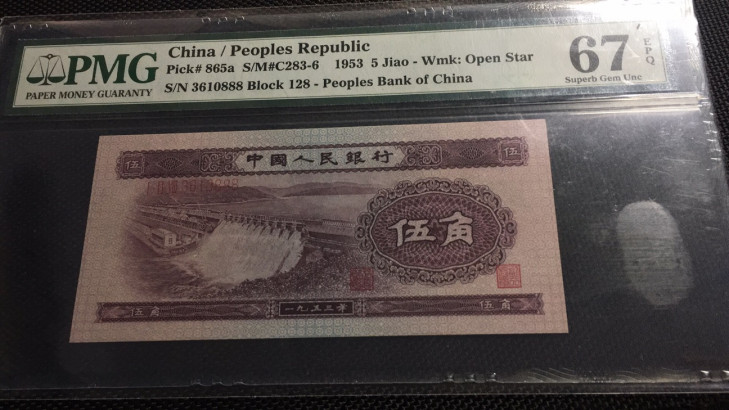 PMG
PAPER MONEY GUARANTY
China / Peoples Republic
Pick# 865a S/M#C283-6 1953 5 Jiao - Wmk: Open Star
S/N 3610888 Block 128 - Peoples Bank of China
67 EPQ
Superb Gem Unc
伍 中國人民銀行 伍
3610888
伍角
伍角 一九五三年 伍角